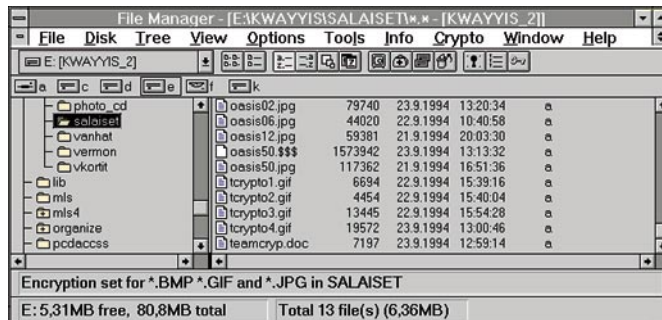 File Manager - [E:\KWAYYIS\SALAISET\*.* - [KWAYYIS_2]]
File Disk Tree View Options Tools Info Crypto Window Help
E: [KWAYYIS_2]
a c d e f k
photo_cd
salaiset
vanhat
vermon
vkortit
lib
mls
mls4
organize
pcdaccss
oasis02.jpg 79740 23.9.1994 13:20:34 a
oasis06.jpg 44020 22.9.1994 10:40:58 a
oasis12.jpg 59381 21.9.1994 20:03:30 a
oasis50.$$$ 1573942 23.9.1994 13:13:32 a
oasis50.jpg 117362 21.9.1994 16:51:36 a
tcrypto1.gif 6694 22.9.1994 15:39:16 a
tcrypto2.gif 4454 22.9.1994 15:40:04 a
tcrypto3.gif 13445 22.9.1994 15:54:28 a
tcrypto4.gif 19572 23.9.1994 13:00:46 a
teamcryp.doc 7197 23.9.1994 12:59:14 a
Encryption set for *.BMP *.GIF and *.JPG in SALAISET
E: 5,31MB free, 80,8MB total Total 13 file(s) (6,36MB)